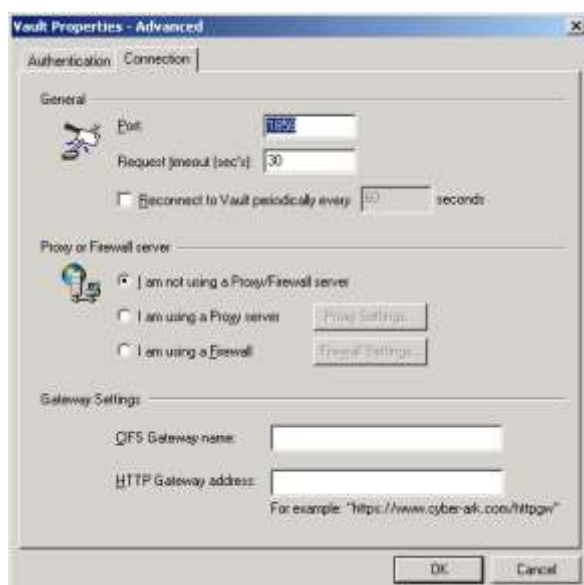 Vault Properties - Advanced
Authentication Connection
General
Port:
1858
Request timeout (sec's): 30
Reconnect to Vault periodically every 60 seconds
Proxy or Firewall server
I am not using a Proxy/Firewall server
I am using a Proxy server Proxy Settings...
I am using a Firewall Firewall Settings...
Gateway Settings
CIFS Gateway name:
HTTP Gateway address:
For example: "https://www.cyber-ark.com/httpgw"
OK Cancel